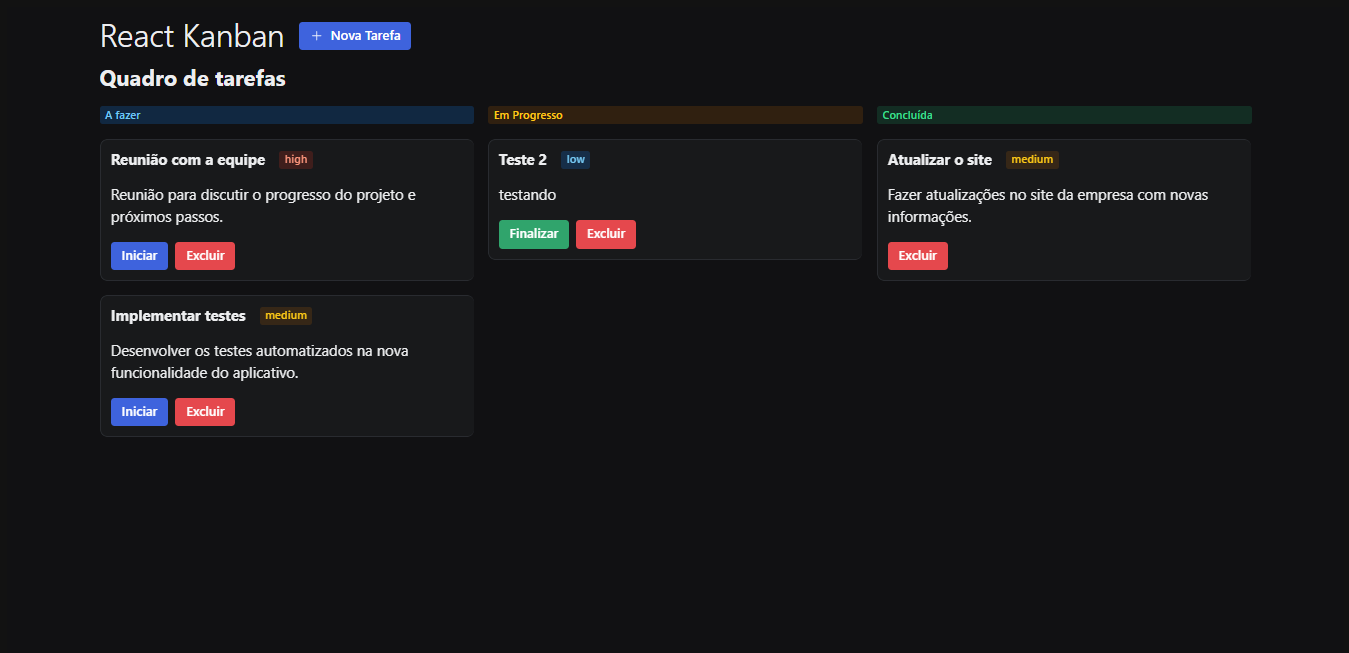 React Kanban
+ Nova Tarefa
Quadro de tarefas
A fazer
Reunião com a equipe high
Reunião para discutir o progresso do projeto e
próximos passos.
Iniciar Excluir
Implementar testes medium
Desenvolver os testes automatizados na nova
funcionalidade do aplicativo.
Iniciar Excluir
Em Progresso
Teste 2 low
testando
Finalizar Excluir
Concluída
Atualizar o site medium
Fazer atualizações no site da empresa com novas
informações.
Excluir